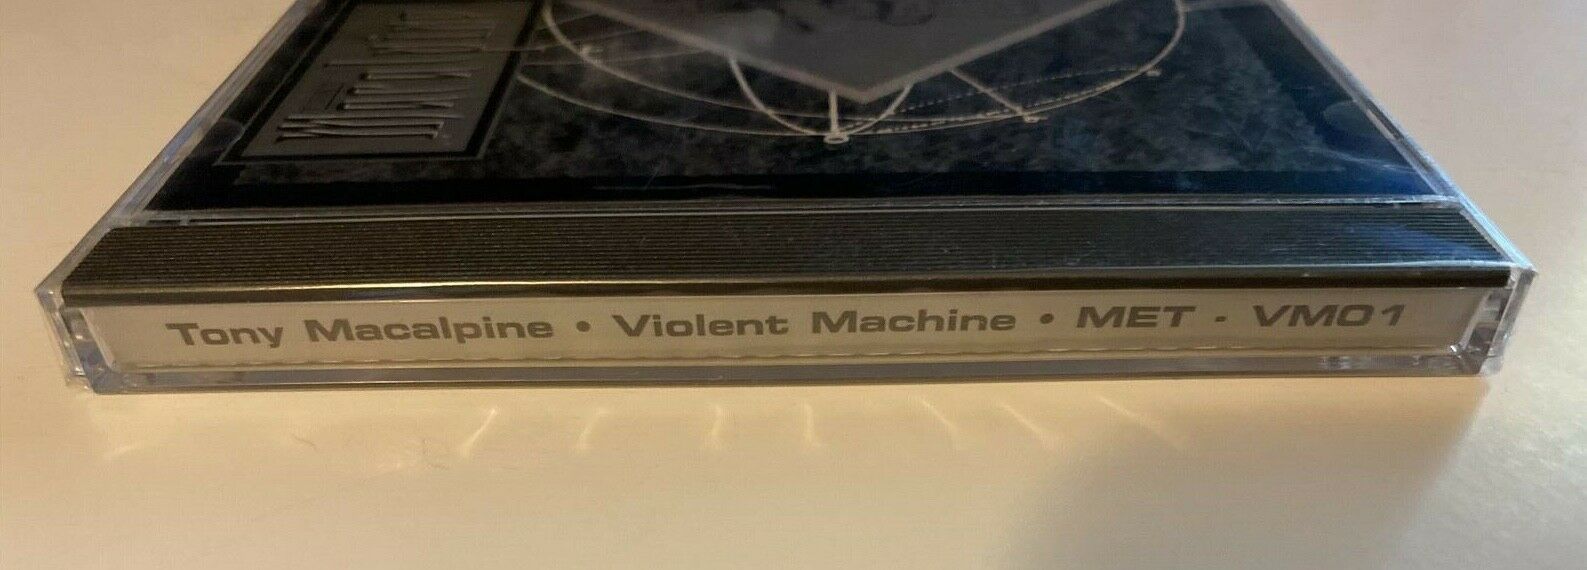 Tony Macalpine • Violent Machine • MET - VM01